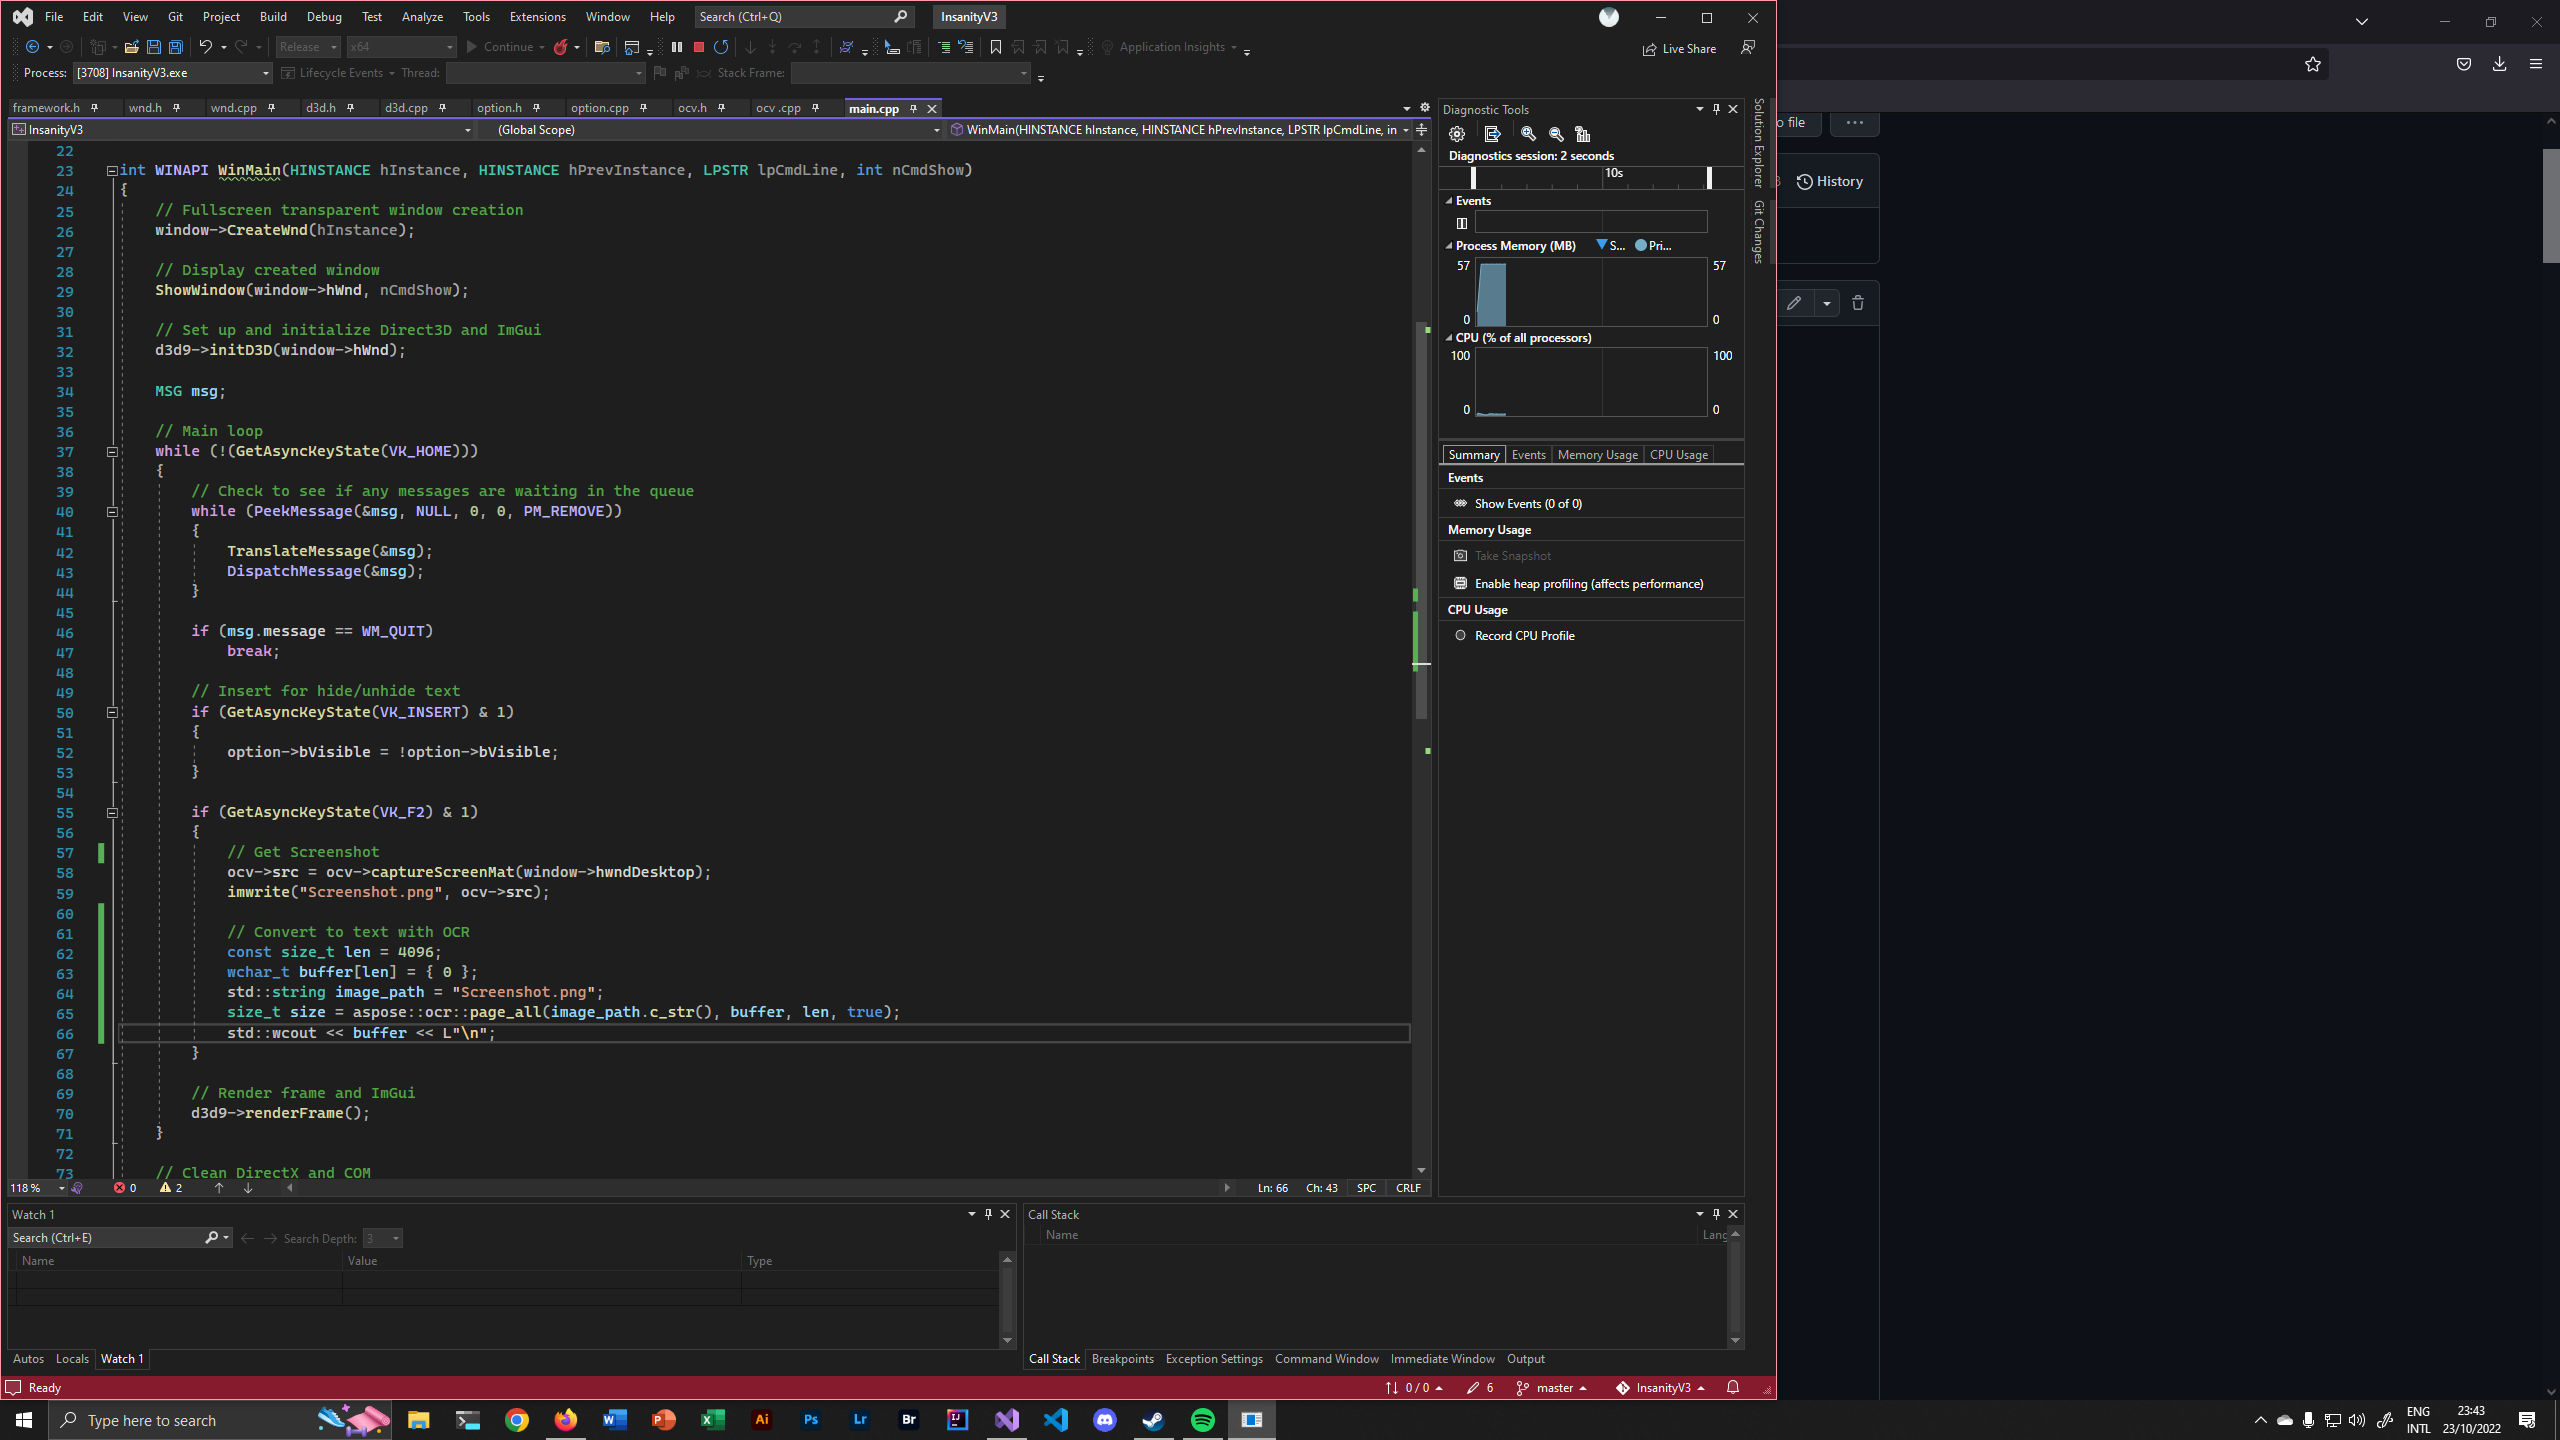 File Edit View Git Project Build Debug Test Analyze Tools Extensions Window Help Search (Ctrl+Q) InsanityV3
Release x64 Continue Application Insights Live Share
Process: [3708] InsanityV3.exe Lifecycle Events Thread: Stack Frame:
framework.h wnd.h wnd.cpp d3d.h d3d.cpp option.h option.cpp ocv.h ocv .cpp main.cpp
InsanityV3 (Global Scope) WinMain(HINSTANCE hInstance, HINSTANCE hPrevInstance, LPSTR lpCmdLine, in
22
23 int WINAPI WinMain(HINSTANCE hInstance, HINSTANCE hPrevInstance, LPSTR lpCmdLine, int nCmdShow)
24 {
25 // Fullscreen transparent window creation
26 window->CreateWnd(hInstance);
27
28 // Display created window
29 ShowWindow(window->hWnd, nCmdShow);
30
31 // Set up and initialize Direct3D and ImGui
32 d3d9->initD3D(window->hWnd);
33
34 MSG msg;
35
36 // Main loop
37 while (!(GetAsyncKeyState(VK_HOME)))
38 {
39 // Check to see if any messages are waiting in the queue
40 while (PeekMessage(&msg, NULL, 0, 0, PM_REMOVE))
41 {
42 TranslateMessage(&msg);
43 DispatchMessage(&msg);
44 }
45
46 if (msg.message == WM_QUIT)
47 break;
48
49 // Insert for hide/unhide text
50 if (GetAsyncKeyState(VK_INSERT) & 1)
51 {
52 option->bVisible = !option->bVisible;
53 }
54
55 if (GetAsyncKeyState(VK_F2) & 1)
56 {
57 // Get Screenshot
58 ocv->src = ocv->captureScreenMat(window->hwndDesktop);
59 imwrite("Screenshot.png", ocv->src);
60
61 // Convert to text with OCR
62 const size_t len = 4096;
63 wchar_t buffer[len] = { 0 };
64 std::string image_path = "Screenshot.png";
65 size_t size = aspose::ocr::page_all(image_path.c_str(), buffer, len, true);
66 std::wcout << buffer << L"\n";
67 }
68
69 // Render frame and ImGui
70 d3d9->renderFrame();
71 }
72
73 // Clean DirectX and COM
118 % 0 2 Ln: 66 Ch: 43 SPC CRLF
Diagnostic Tools
Diagnostics session: 2 seconds
10s
Events
Process Memory (MB) S... Pri...
57 57
0 0
CPU (% of all processors)
100 100
0 0
Summary Events Memory Usage CPU Usage
Events
Show Events (0 of 0)
Memory Usage
Take Snapshot
Enable heap profiling (affects performance)
CPU Usage
Record CPU Profile
Solution Explorer
Git Changes
o file
History
Watch 1
Search (Ctrl+E) Search Depth: 3
Name Value Type
Autos Locals Watch 1
Call Stack
Name Lang
Call Stack Breakpoints Exception Settings Command Window Immediate Window Output
Ready 0 / 0 6 master InsanityV3
Type here to search
Ai Ps Lr Br
ENG
INTL
23:43
23/10/2022